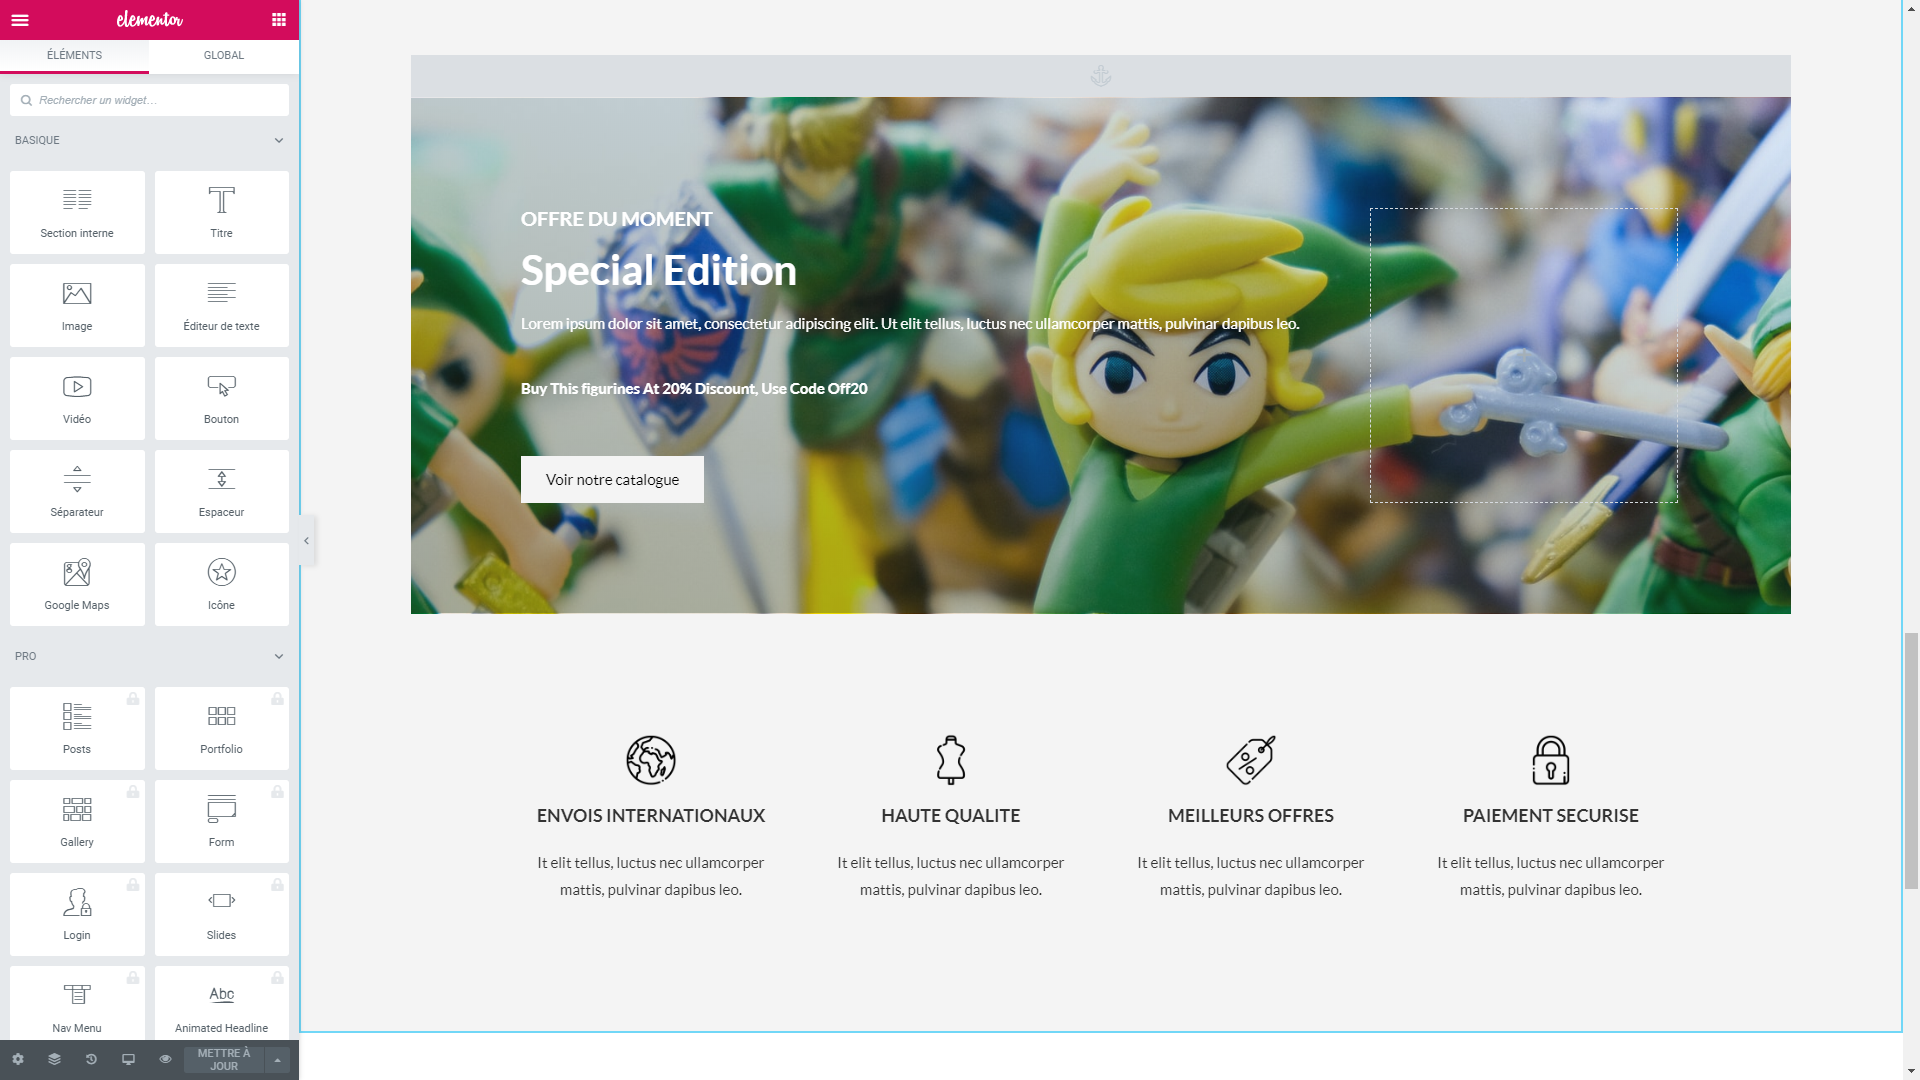 elementor
ÉLÉMENTS
GLOBAL
Rechercher un widget...
BASIQUE
Section interne
Titre
Image
Éditeur de texte
Vidéo
Bouton
Séparateur
Espaceur
Google Maps
Icône
PRO
Posts
Portfolio
Gallery
Form
Login
Slides
Abc
Nav Menu
Animated Headline
METTRE À
JOUR
OFFRE DU MOMENT
Special Edition
Lorem ipsum dolor sit amet, consectetur adipiscing elit. Ut elit tellus, luctus nec ullamcorper mattis, pulvinar dapibus leo.
Buy This figurines At 20% Discount, Use Code Off20
Voir notre catalogue
ENVOIS INTERNATIONAUX
It elit tellus, luctus nec ullamcorper
mattis, pulvinar dapibus leo.
HAUTE QUALITE
It elit tellus, luctus nec ullamcorper
mattis, pulvinar dapibus leo.
MEILLEURS OFFRES
It elit tellus, luctus nec ullamcorper
mattis, pulvinar dapibus leo.
PAIEMENT SECURISE
It elit tellus, luctus nec ullamcorper
mattis, pulvinar dapibus leo.